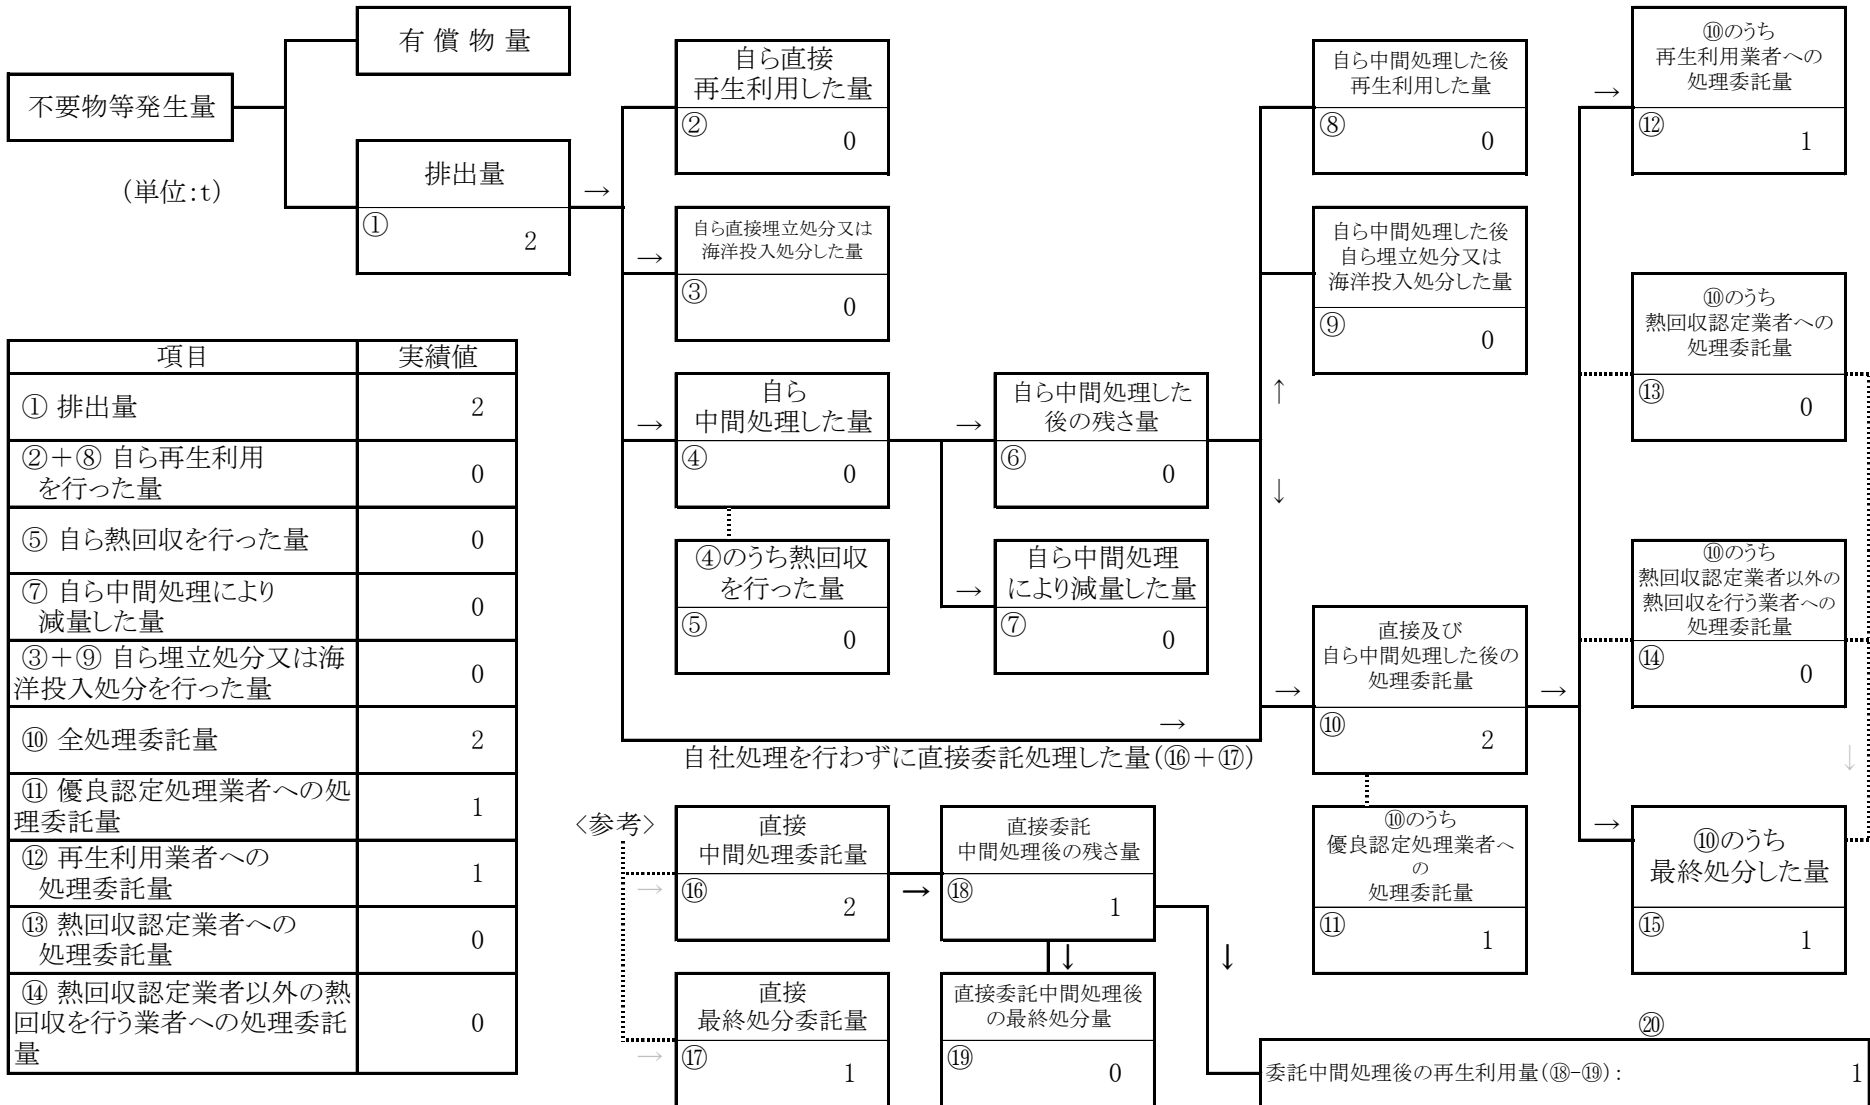 不要物等発生量
(単位:t)
有 償 物 量
排出量
①
2
→
自ら直接
再生利用した量
②
0
→
自ら直接埋立処分又は
海洋投入処分した量
③
0
→
自ら
中間処理した量
④
0
④のうち熱回収
を行った量
⑤
0
→
自ら中間処理した
後の残さ量
⑥
0
→
自ら中間処理
により減量した量
⑦
0
自ら中間処理した後
再生利用した量
⑧
0
自ら中間処理した後
自ら埋立処分又は
海洋投入処分した量
⑨
0
↑
↓
→
→
自社処理を行わずに直接委託処理した量(⑯+⑰)
直接及び
自ら中間処理した後の
処理委託量
⑩
2
→
⑩のうち
優良認定処理業者へ
の
処理委託量
⑪
1
→
⑩のうち
再生利用業者への
処理委託量
⑫
1
⑩のうち
熱回収認定業者への
処理委託量
⑬
0
⑩のうち
熱回収認定業者以外の
熱回収を行う業者への
処理委託量
⑭
0
↓
→
⑩のうち
最終処分した量
⑮
1
項目 実績値
① 排出量 2
②+⑧ 自ら再生利用
を行った量
0
⑤ 自ら熱回収を行った量 0
⑦ 自ら中間処理により
減量した量
0
③+⑨ 自ら埋立処分又は海
洋投入処分を行った量
0
⑩ 全処理委託量 2
⑪ 優良認定処理業者への処
理委託量
1
⑫ 再生利用業者への
処理委託量
1
⑬ 熱回収認定業者への
処理委託量
0
⑭ 熱回収認定業者以外の熱
回収を行う業者への処理委託
量
0
<参考>
→
直接
中間処理委託量
⑯
2
→
直接委託
中間処理後の残さ量
⑱
1
↓
↓
→
直接
最終処分委託量
⑰
1
直接委託中間処理後
の最終処分量
⑲
0
⑳
委託中間処理後の再生利用量(⑱-⑲):
1